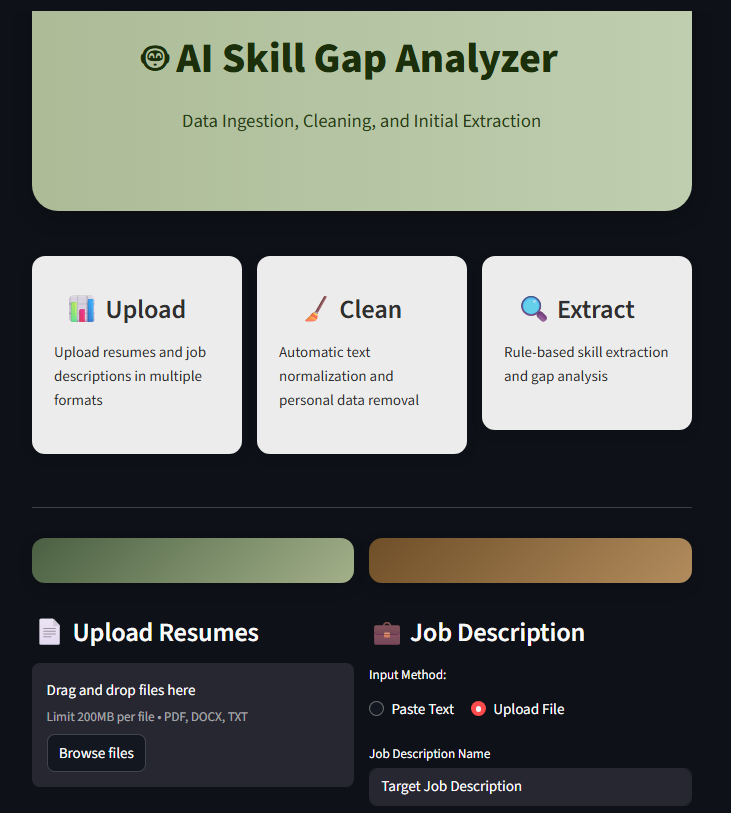 AI Skill Gap Analyzer
Data Ingestion, Cleaning, and Initial Extraction
Upload
Upload resumes and job
descriptions in multiple
formats
Clean
Automatic text
normalization and
personal data removal
Extract
Rule-based skill extraction
and gap analysis
Upload Resumes
Drag and drop files here
Limit 200MB per file • PDF, DOCX, TXT
Browse files
Job Description
Input Method:
Paste Text
Upload File
Job Description Name
Target Job Description